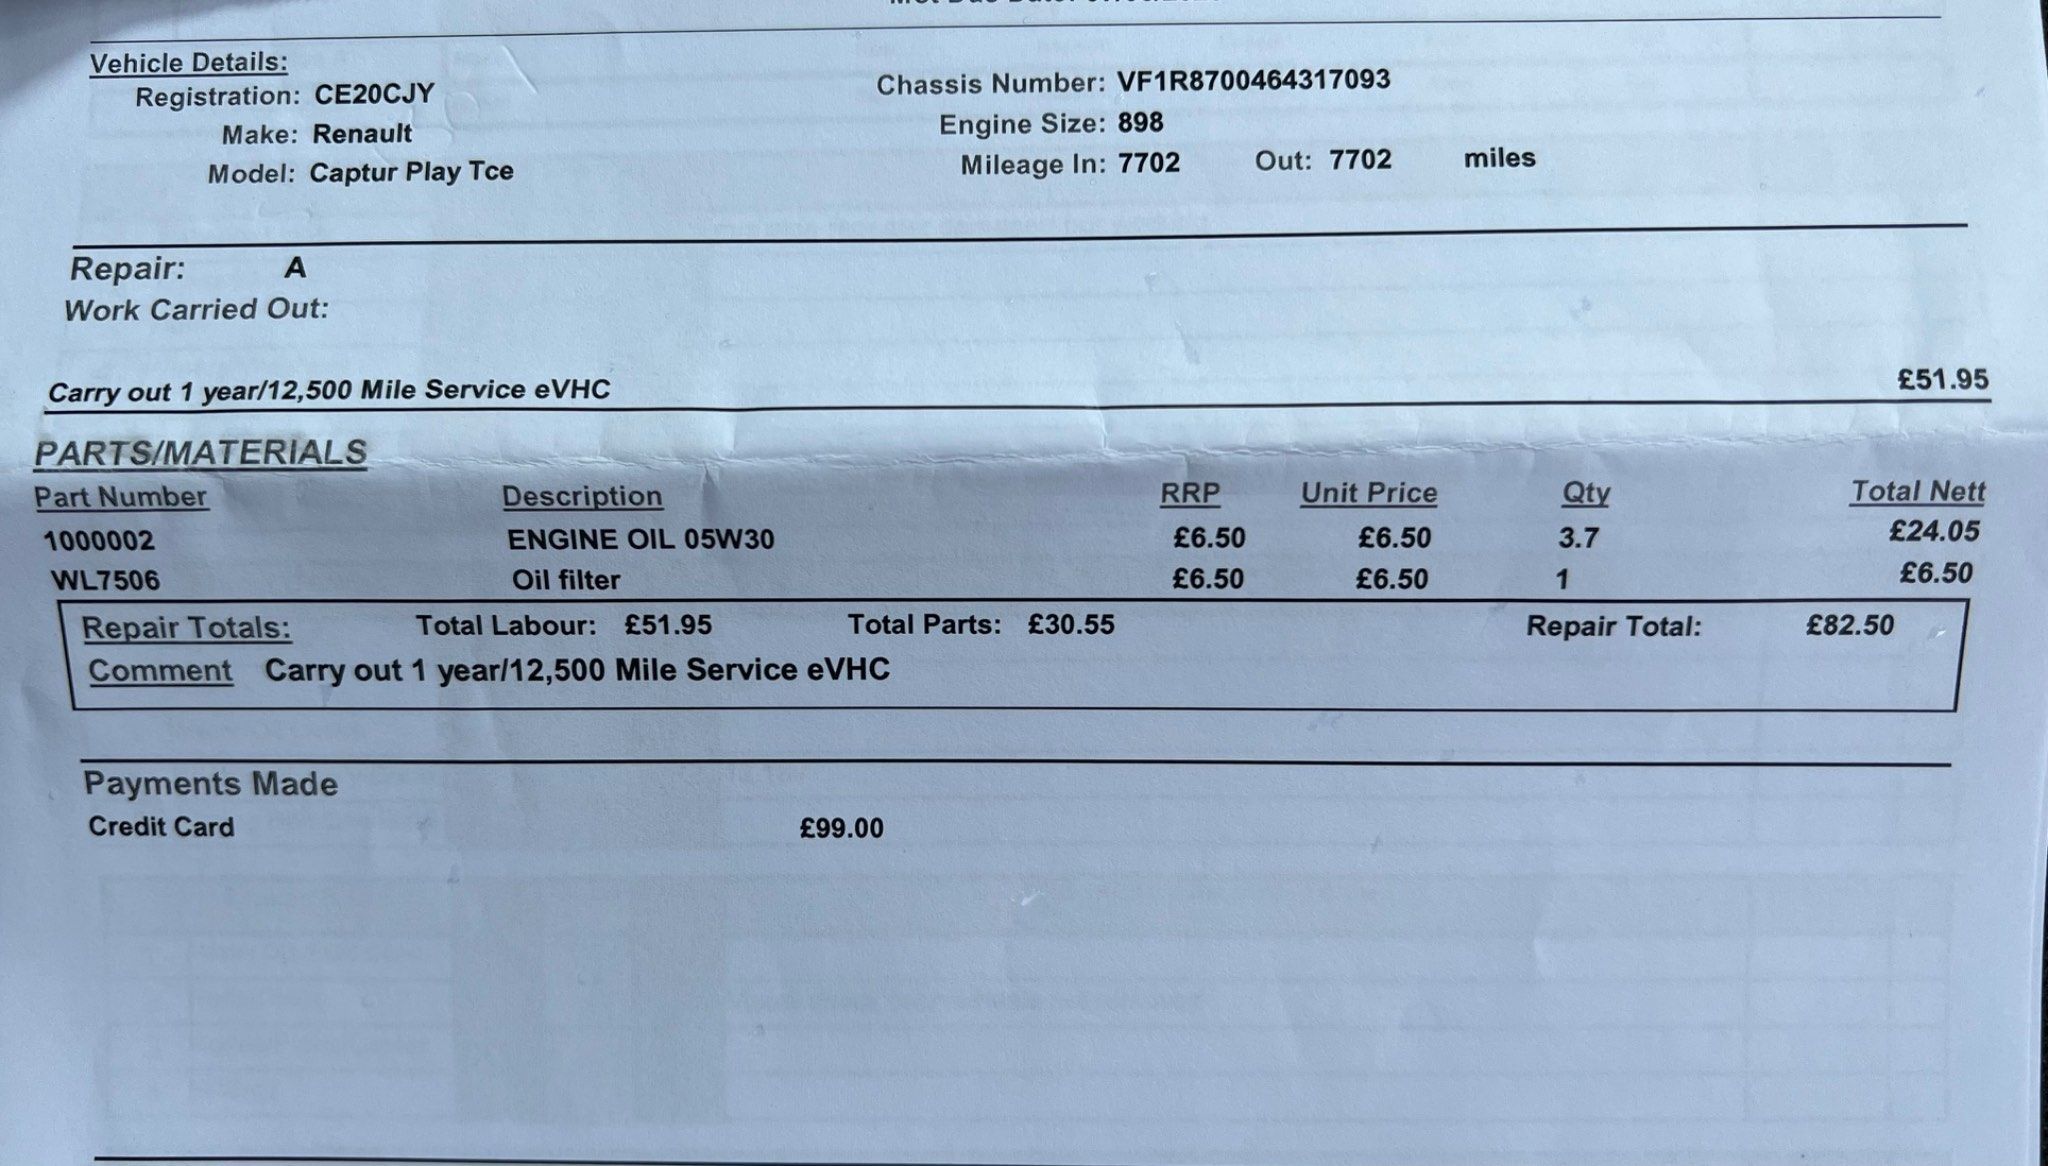 Vehicle Details:
Registration: CE20CJY
Make: Renault
Model: Captur Play Tce
Chassis Number: VF1R8700464317093
Engine Size: 898
Mileage In: 7702 Out: 7702 miles
Repair: A
Work Carried Out:
Carry out 1 year/12,500 Mile Service eVHC £51.95
PARTS/MATERIALS
Part Number Description RRP Unit Price Qty Total Nett
1000002 ENGINE OIL 05W30 £6.50 £6.50 3.7 £24.05
WL7506 Oil filter £6.50 £6.50 1 £6.50
Repair Totals: Total Labour: £51.95 Total Parts: £30.55 Repair Total: £82.50
Comment Carry out 1 year/12,500 Mile Service eVHC
Payments Made
Credit Card £99.00